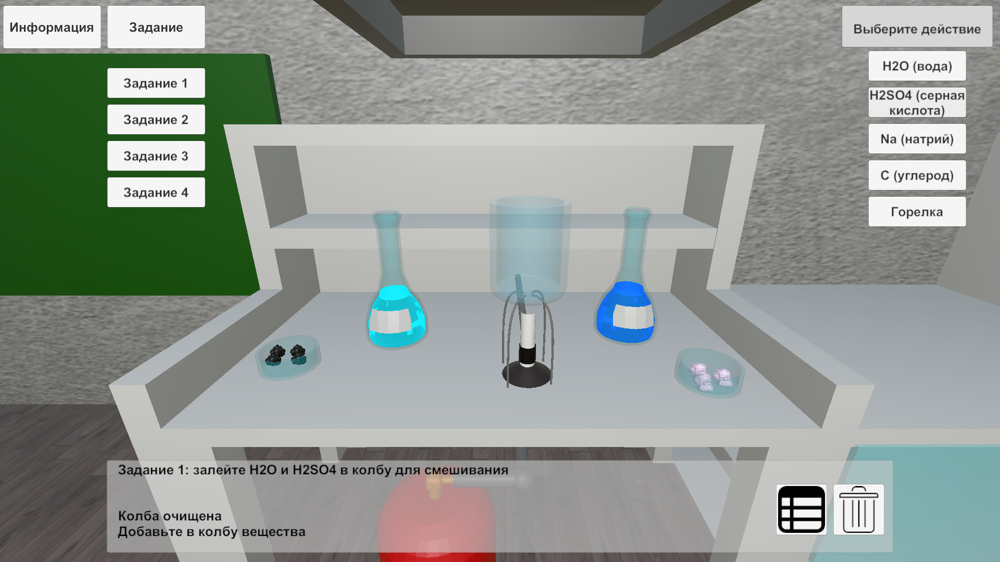 Информация
Задание
Задание 1
Задание 2
Задание 3
Задание 4
Выберите действие
H2O (вода)
H2SO4 (серная
кислота)
Na (натрий)
C (углерод)
Горелка
Задание 1: залейте H2O и H2SO4 в колбу для смешивания
Колба очищена
Добавьте в колбу вещества